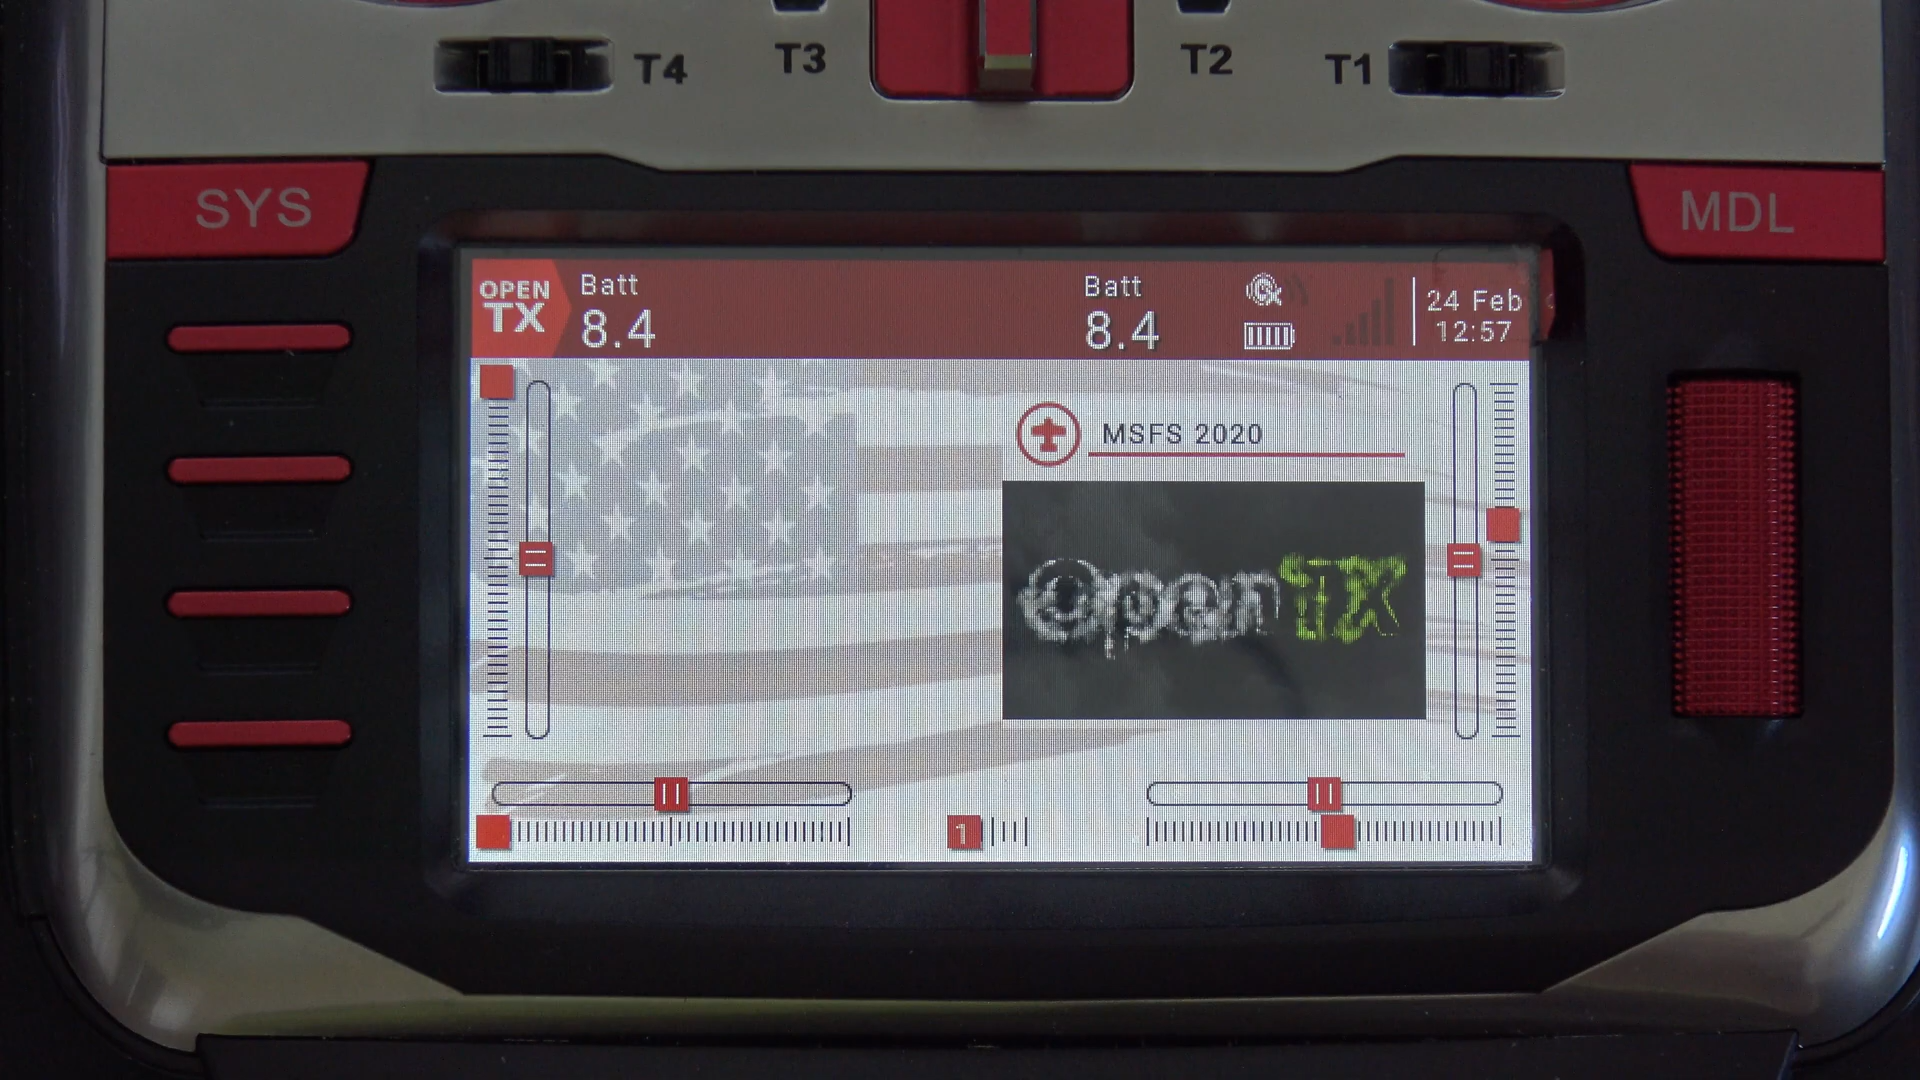 T4
T3
T2
T1
SYS
MDL
OPEN
TX
Batt
8.4
Batt
8.4
24 Feb
12:57
MSFS 2020
OpenTX
1